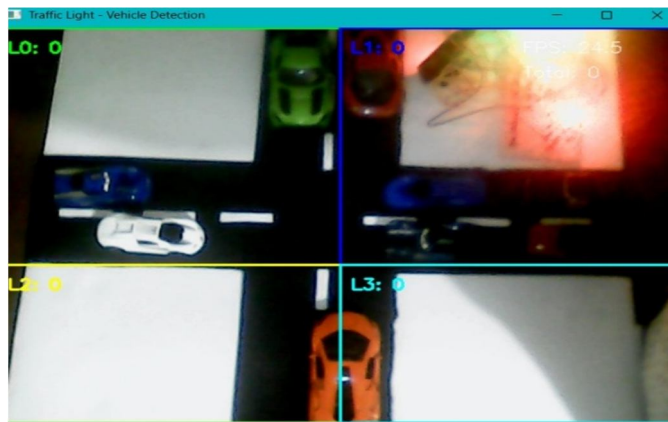 Traffic Light - Vehicle Detection
L0: 0
L1: 0
FPS: 24.5
Total: 0
L2: 0
L3: 0